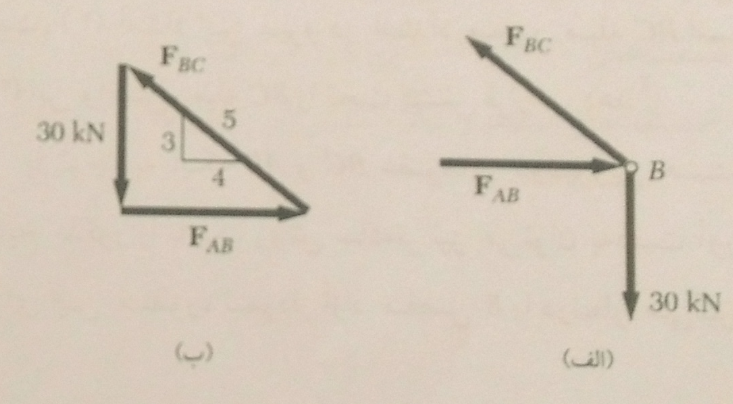 F_BC
30 kN
5
3
4
F_AB
(ب)
F_BC
B
F_AB
30 kN
(الف)